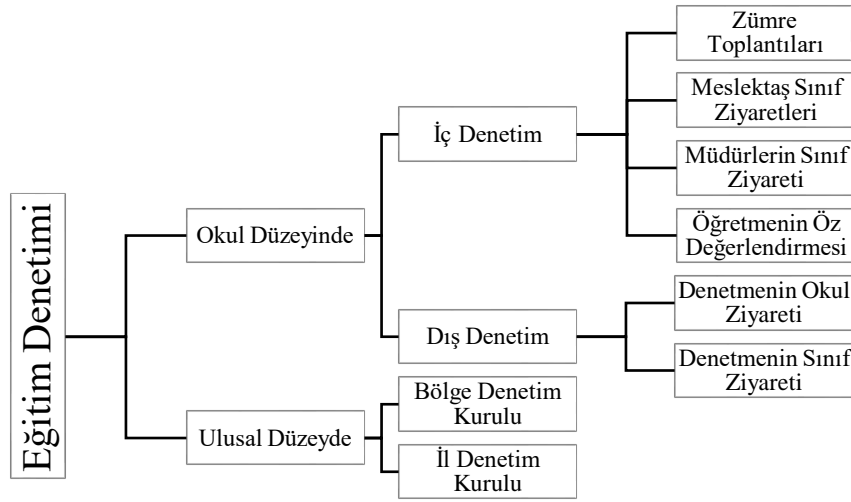 Eğitim Denetimi
Okul Düzeyinde
İç Denetim
Zümre
Toplantıları
Meslektaş Sınıf
Ziyaretleri
Müdürlerin Sınıf
Ziyareti
Öğretmenin Öz
Değerlendirmesi
Dış Denetim
Denetmenin Okul
Ziyareti
Denetmenin Sınıf
Ziyareti
Ulusal Düzeyde
Bölge Denetim
Kurulu
İl Denetim
Kurulu